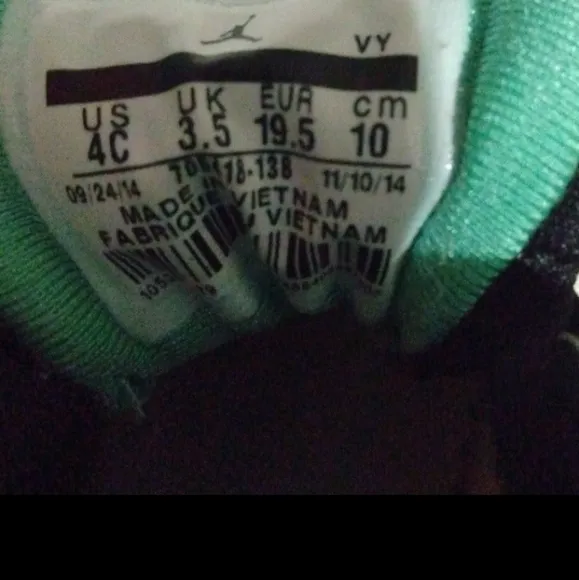 VY
US UK EUR cm
4C 3.5 19.5 10
09/24/14 11/10/14
MADE IN VIETNAM
FABRIQUE VIETNAM